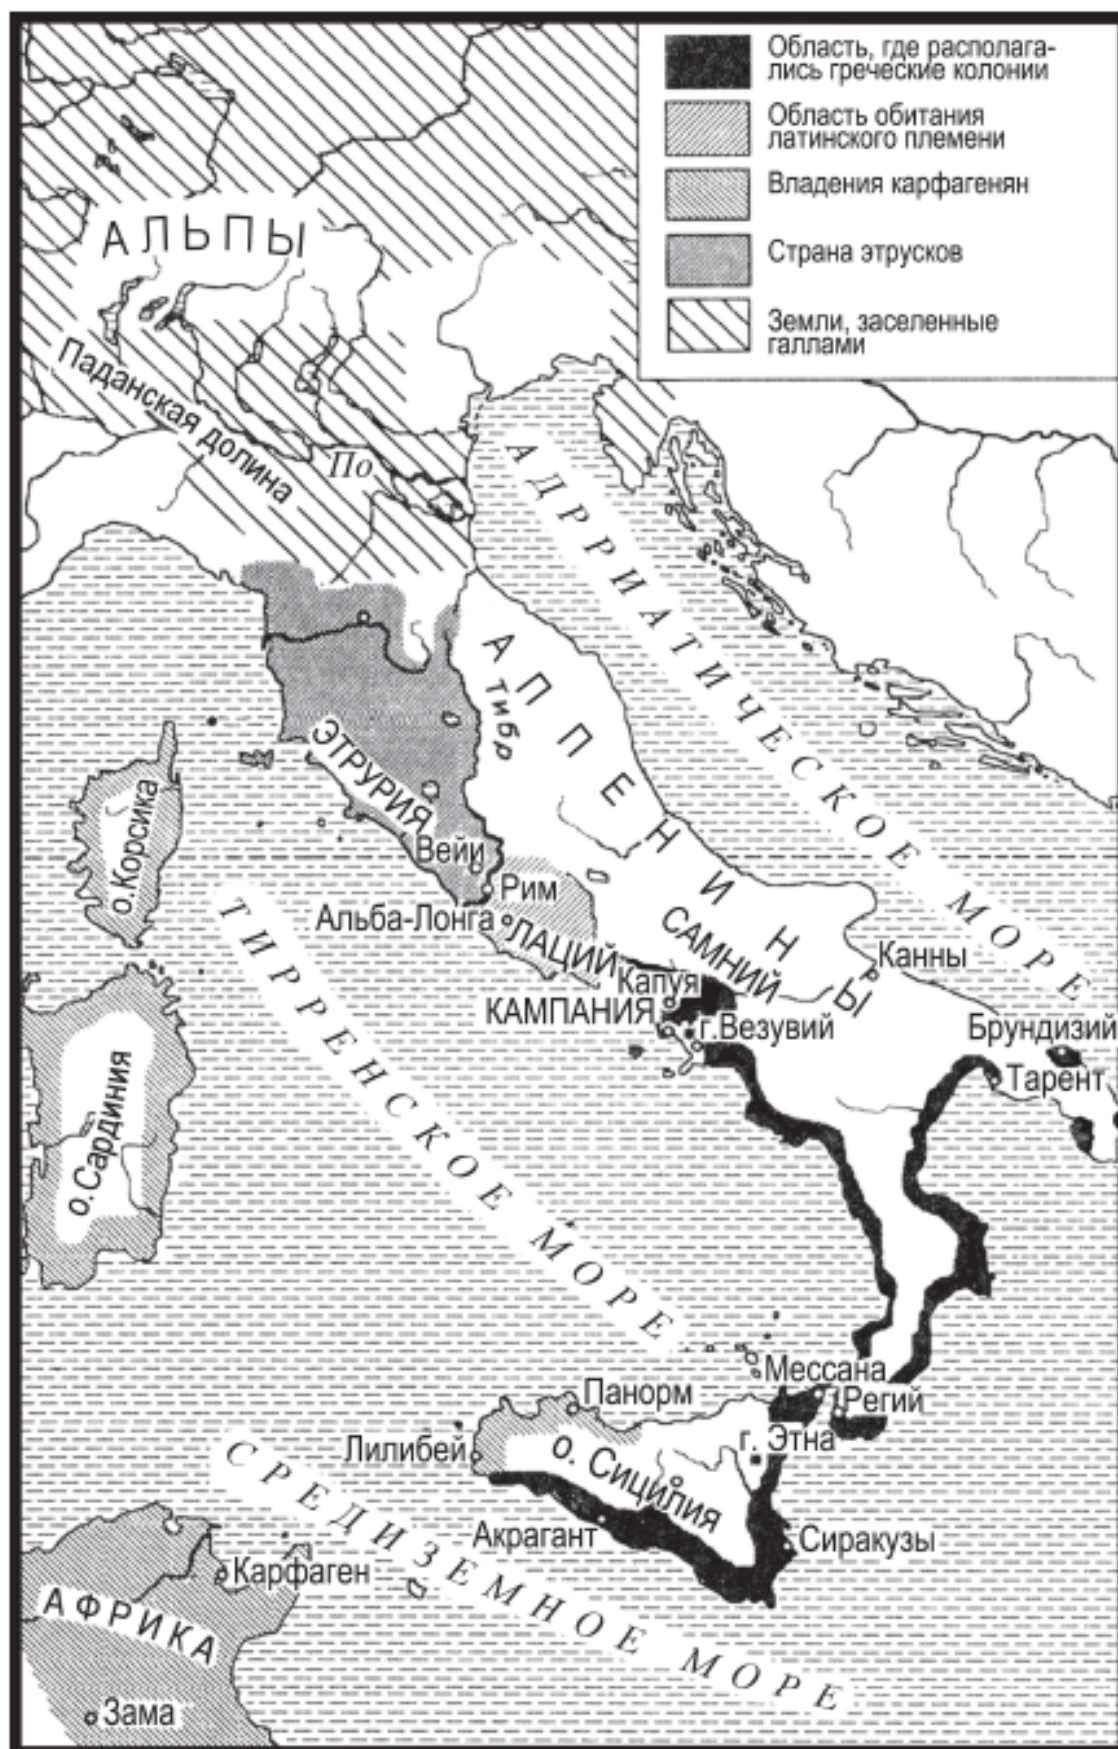 Область, где располага-
лись греческие колонии
Область обитания
латинского племени
Владения карфагенян
Страна этрусков
Земли, заселенные
галлами
АЛЬПЫ
Паданская долина
По
АДРИАТИЧЕСКОЕ МОРЕ
АППЕНИНЫ
Тибр
ЭТРУРИЯ
о.Корсика
Вейи
Рим
Альба-Лонга
ЛАЦИЙ
САМНИЙ
Канны
Капуя
КАМПАНИЯ
г.Везувий
Брундизий
Тарент
ТИРРЕНСКОЕ МОРЕ
о.Сардиния
Мессана
Панорм
Регий
Лилибей
г. Этна
о. Сицилия
Акрагант
Сиракузы
СРЕДИЗЕМНОЕ МОРЕ
Карфаген
АФРИКА
Зама